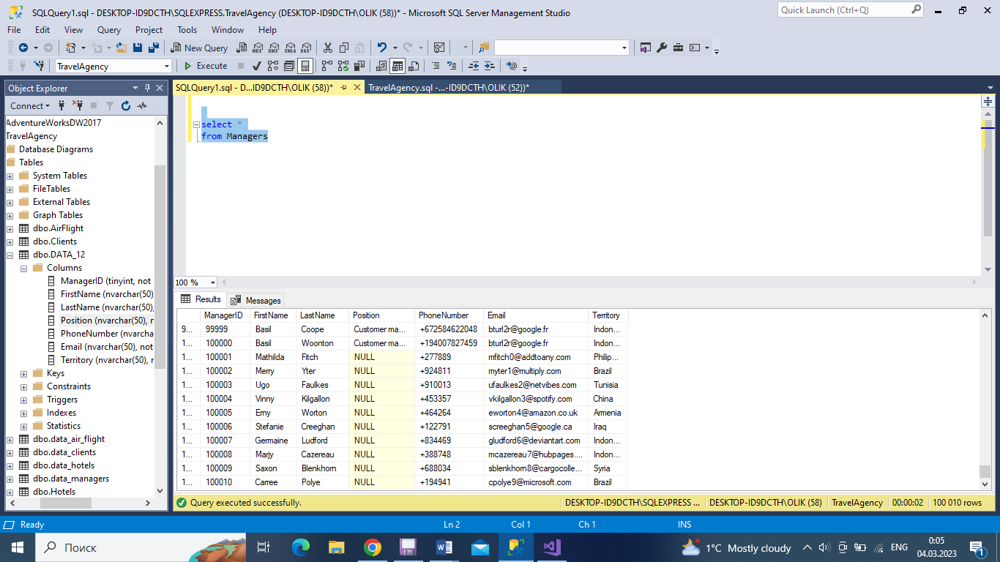 SQLQuery1.sql - DESKTOP-ID9DCTH\SQLEXPRESS.TravelAgency (DESKTOP-ID9DCTH\OLIK (58))* - Microsoft SQL Server Management Studio
Quick Launch (Ctrl+Q)
File Edit View Query Project Tools Window Help
New Query MDX DMX XMLA DAX
TravelAgency Execute
Object Explorer
Connect
AdventureWorksDW2017
TravelAgency
Database Diagrams
Tables
System Tables
FileTables
External Tables
Graph Tables
dbo.AirFlight
dbo.Clients
dbo.DATA_12
Columns
ManagerID (tinyint, not
FirstName (nvarchar(50)
LastName (nvarchar(50),
Position (nvarchar(50), n
PhoneNumber (nvarcha
Email (nvarchar(50), not
Territory (nvarchar(50), r
Keys
Constraints
Triggers
Indexes
Statistics
dbo.data_air_flight
dbo.data_clients
dbo.data_hotels
dbo.data_managers
dbo.Hotels
SQLQuery1.sql - D...ID9DCTH\OLIK (58))* TravelAgency.sql -...-ID9DCTH\OLIK (52))*
select *
from Managers
100 %
Results Messages
ManagerID FirstName LastName Position PhoneNumber Email Territory
9... 99999 Basil Coope Customer ma... +672584622048 bturl2r@google.fr Indon...
1... 100000 Basil Woonton Customer ma... +194007827459 bturl2r@google.fr Indon...
1... 100001 Mathilda Fitch NULL +277889 mfitch0@addtoany.com Philip...
1... 100002 Merry Yter NULL +924811 myter1@multiply.com Brazil
1... 100003 Ugo Faulkes NULL +910013 ufaulkes2@netvibes.com Tunisia
1... 100004 Vinny Kilgallon NULL +453357 vkilgallon3@spotify.com China
1... 100005 Erny Worton NULL +464264 eworton4@amazon.co.uk Armenia
1... 100006 Stefanie Creeghan NULL +122791 screeghan5@google.ca Iraq
1... 100007 Germaine Ludford NULL +834469 gludford6@deviantart.com Indon...
1... 100008 Marjy Cazereau NULL +388748 mcazereau7@hubpages.... Indon...
1... 100009 Saxon Blenkhorn NULL +688034 sblenkhorn8@cargocolle... Syria
1... 100010 Carree Polye NULL +194941 cpolye9@microsoft.com Brazil
Query executed successfully. DESKTOP-ID9DCTH\SQLEXPRESS ... DESKTOP-ID9DCTH\OLIK (58) TravelAgency 00:00:02 100 010 rows
Ready Ln 2 Col 1 Ch 1 INS
Поиск 1°C Mostly cloudy ENG 0:05
04.03.2023
1